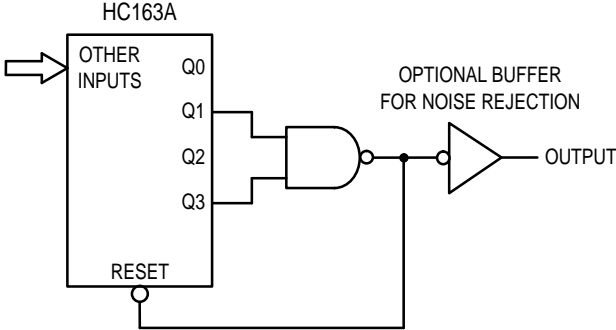 HC163A
OTHER
INPUTS
Q0
Q1
Q2
Q3
RESET
OPTIONAL BUFFER
FOR NOISE REJECTION
OUTPUT